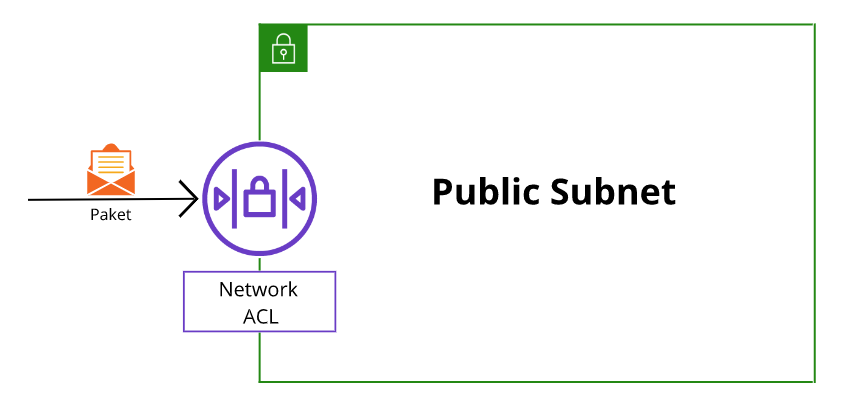 Paket
Public Subnet
Network
ACL